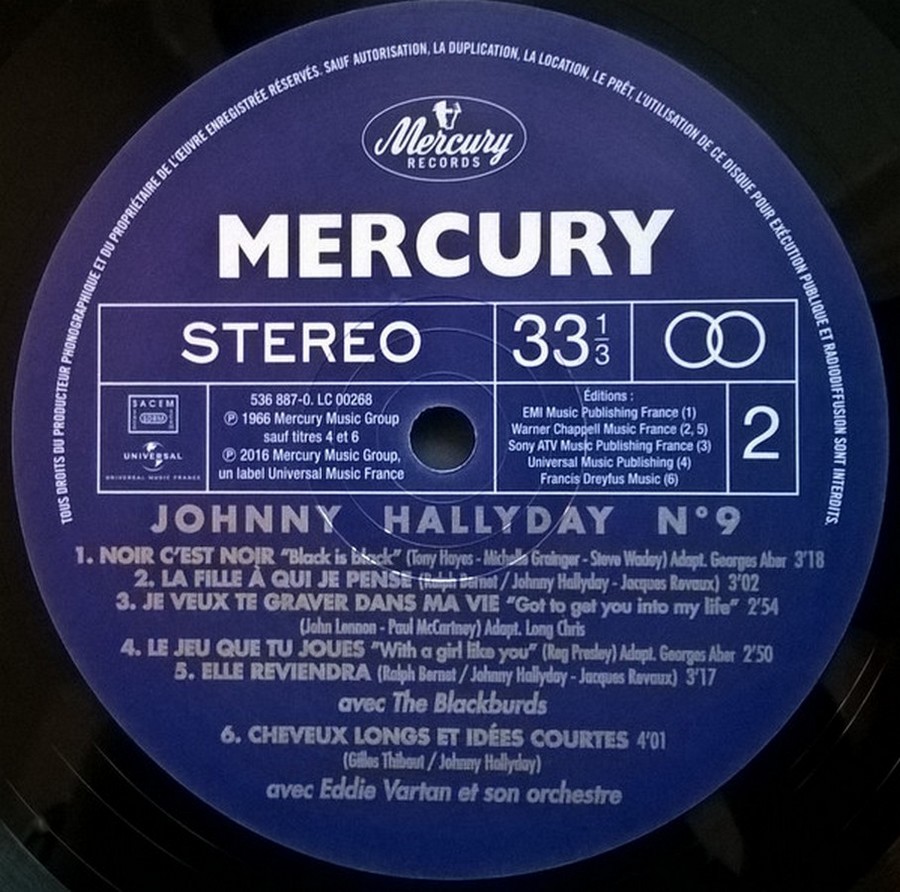 TOUS DROITS DU PRODUCTEUR PHONOGRAPHIQUE ET DU PROPRIÉTAIRE DE L'ŒUVRE ENREGISTRÉE RÉSERVÉS. SAUF AUTORISATION, LA DUPLICATION, LA LOCATION, LE PRÊT, L'UTILISATION DE CE DISQUE POUR EXÉCUTION PUBLIQUE ET RADIODIFFUSION SONT INTERDITS.
Mercury
RECORDS
MERCURY
STEREO
33 1/3
SACEM
UNIVERSAL
UNIVERSAL MUSIC FRANCE
536 887-0. LC 00268
℗ 1966 Mercury Music Group
sauf titres 4 et 6
℗ 2016 Mercury Music Group,
un label Universal Music France
Éditions :
EMI Music Publishing France (1)
Warner Chappell Music France (2, 5)
Sony ATV Music Publishing France (3)
Universal Music Publishing (4)
Francis Dreyfus Music (6)
2
JOHNNY HALLYDAY N°9
1. NOIR C'EST NOIR "Black is black" (Tony Hayes - Michelle Grainger - Steve Wadey) Adapt. Georges Aber 3'18
2. LA FILLE À QUI JE PENSE (Ralph Bernet / Johnny Hallyday - Jacques Revaux) 3'02
3. JE VEUX TE GRAVER DANS MA VIE "Got to get you into my life" 2'54
(John Lennon - Paul McCartney) Adapt. Long Chris
4. LE JEU QUE TU JOUES "With a girl like you" (Reg Presley) Adapt. Georges Aber 2'50
5. ELLE REVIENDRA (Ralph Bernet / Johnny Hallyday - Jacques Revaux) 3'17
avec The Blackburds
6. CHEVEUX LONGS ET IDÉES COURTES 4'01
(Gilles Thibaut / Johnny Hallyday)
avec Eddie Vartan et son orchestre